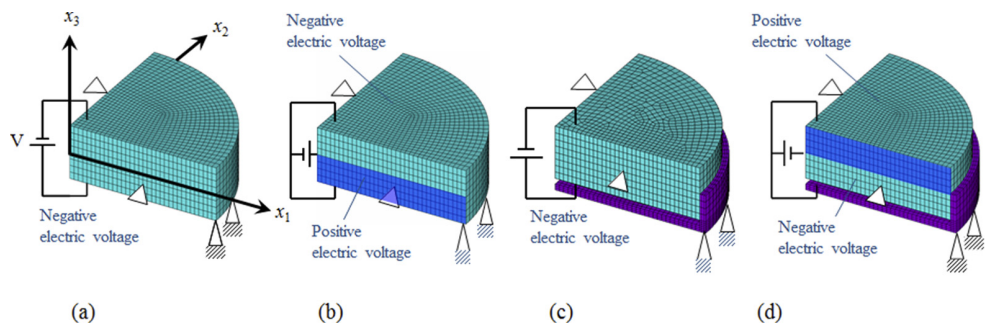 x3
x2
V
x1
Negative
electric voltage
(a)
Negative
electric voltage
Positive
electric voltage
(b)
Negative
electric voltage
(c)
Positive
electric voltage
Negative
electric voltage
(d)